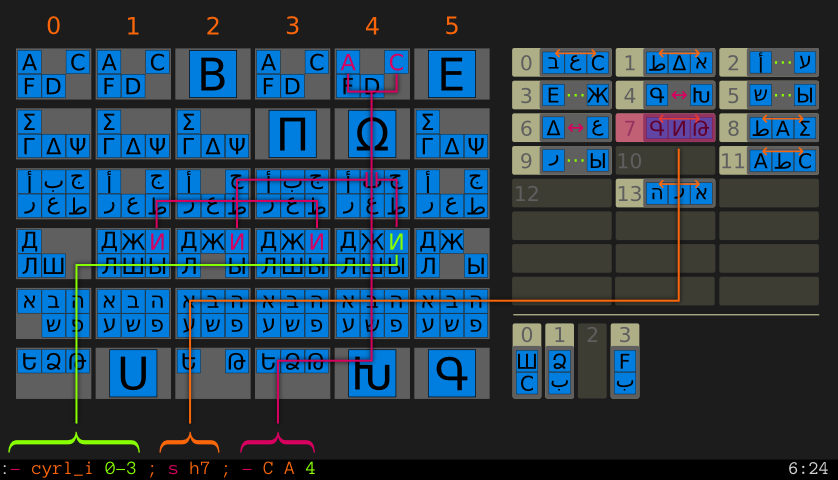 0 1 2 3 4 5
A C A C B A C A C E
F D F D F D F D
Σ Σ Σ Π Ω Σ
Γ Δ Ψ Γ Δ Ψ Γ Δ Ψ Γ Δ Ψ
أ ب ج أ ج أ ج أ ب ج أ ب ج أ ج
ر ع ط ر ع ط ر ع ط ر ع ط ر ع ط ر ع ط
Д Д Ж И Д Ж И Д Ж И Д Ж И Д Ж
Л Ш Л Ш Ы Л Ы Л Ш Ы Л Ш Ы Л Ы
א ב ה א ב ה א ב ה א ב ה א ב ה א ב ה
ש פ ע ש פ ע ש פ ע ש פ ע ש פ ע ש פ
Ե Զ Թ Ս Ե Թ Ե Զ Թ Խ Գ
0 ב ع C 1 ط Δ א 2 أ ⋯ ע
3 E ⋯ Ж 4 Գ ↔ Խ 5 ש ⋯ Ы
6 Δ ↔ ع 7 Գ И Թ 8 ط A Σ
9 ر ⋯ Ы 10 11 A ط C
12 13 ה ر א
0 1 2 3
Ш Զ F
C ب ب
:- cyrl_i 0-3 ; s h7 ; - C A 4 6:24